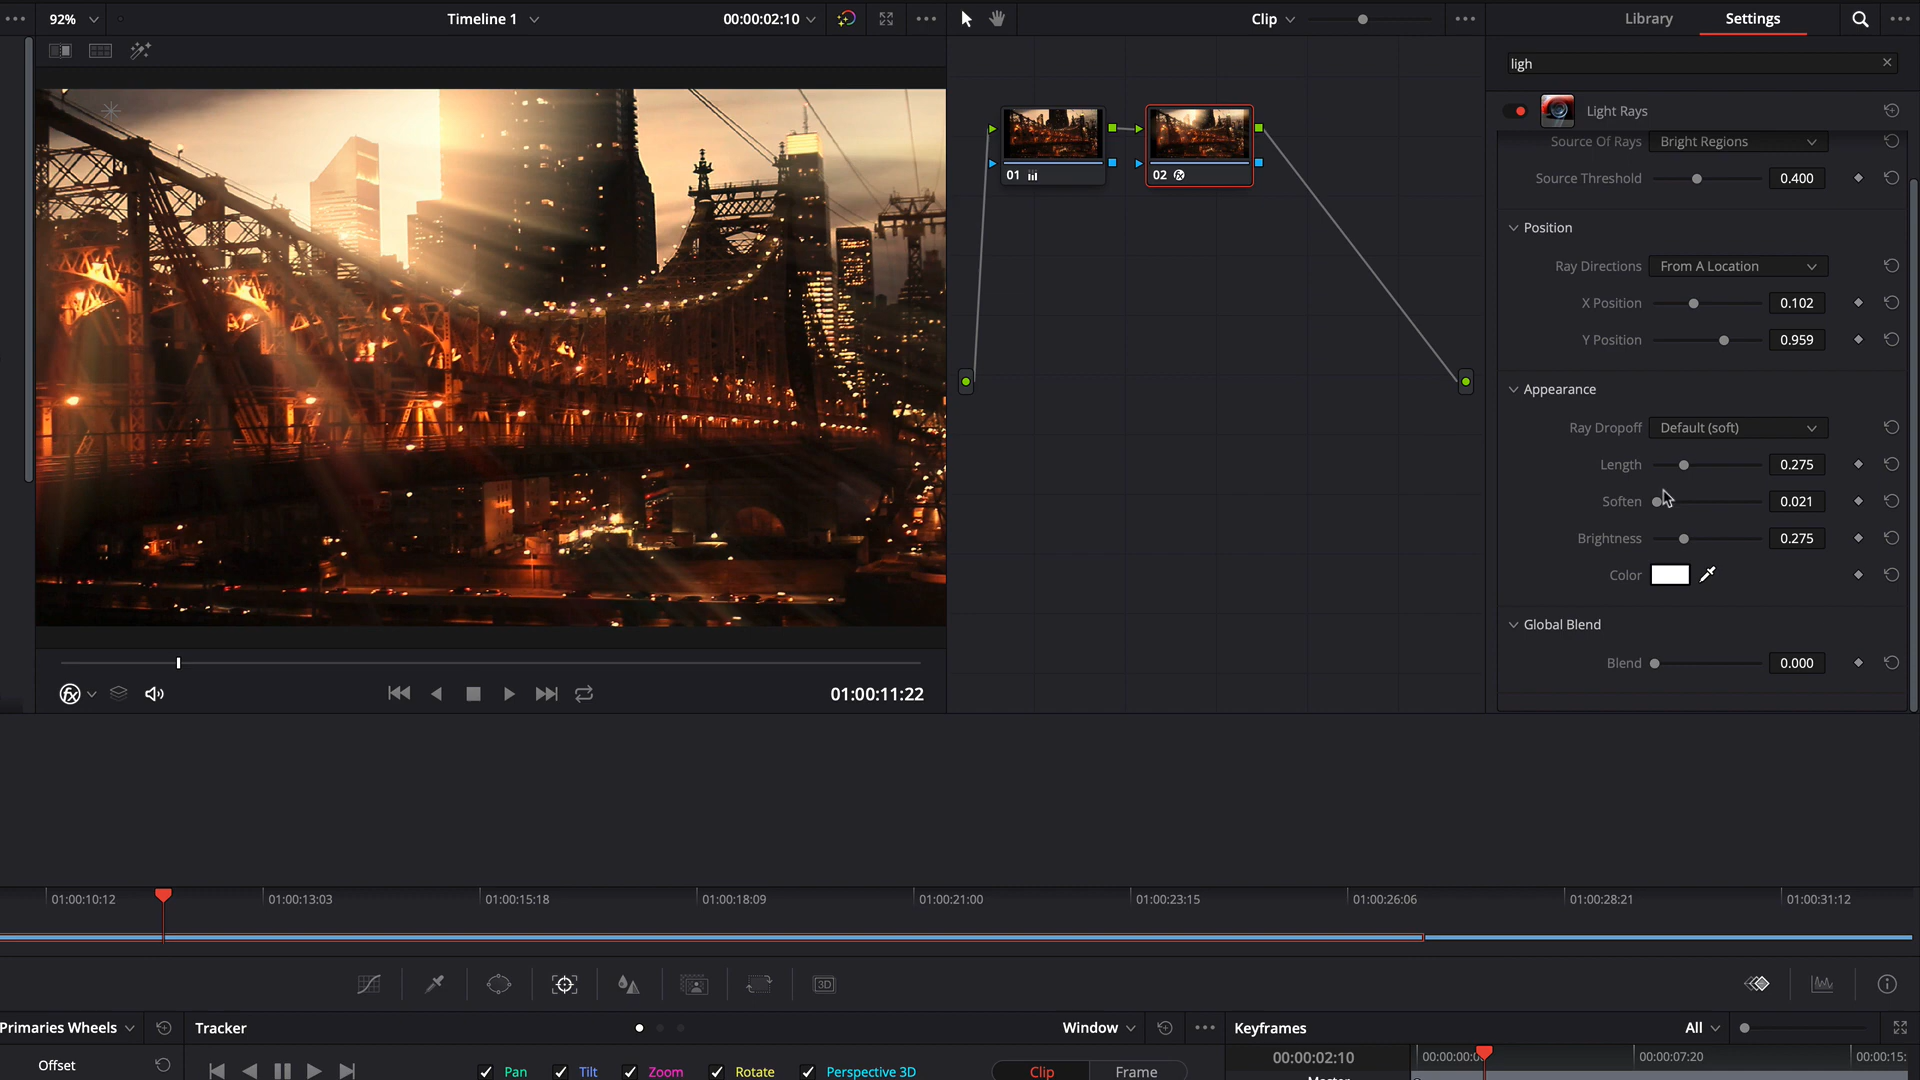 92%
Timeline 1
00:00:02:10
Clip
Library
Settings
ligh
Light Rays
Source Of Rays
Bright Regions
Source Threshold
0.400
Position
Ray Directions
From A Location
X Position
0.102
Y Position
0.959
Appearance
Ray Dropoff
Default (soft)
Length
0.275
Soften
0.021
Brightness
0.275
Color
Global Blend
Blend
0.000
01
02
01:00:11:22
01:00:10:12
01:00:13:03
01:00:15:18
01:00:18:09
01:00:21:00
01:00:23:15
01:00:26:06
01:00:28:21
01:00:31:12
3D
Primaries Wheels
Tracker
Window
Keyframes
All
Offset
Pan
Tilt
Zoom
Rotate
Perspective 3D
Clip
Frame
00:00:02:10
00:00:07:20
00:00:15:
Master